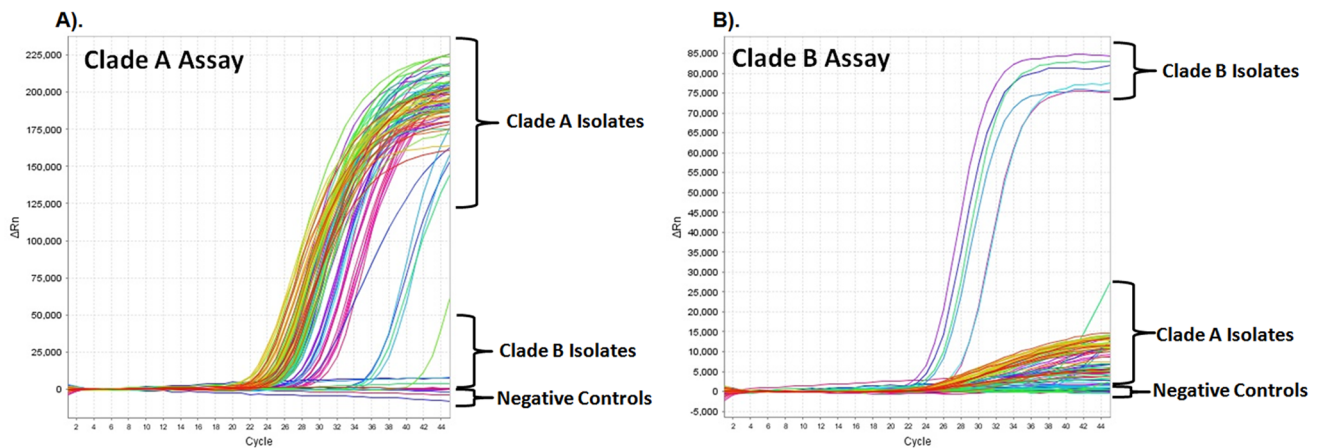 A).
Clade A Assay
225,000
200,000
175,000
150,000
125,000
100,000
75,000
50,000
25,000
0
ΔRn
2 4 6 8 10 12 14 16 18 20 22 24 26 28 30 32 34 36 38 40 42 44
Cycle
Clade A Isolates
Clade B Isolates
Negative Controls
B).
Clade B Assay
85,000
80,000
75,000
70,000
65,000
60,000
55,000
50,000
45,000
40,000
35,000
30,000
25,000
20,000
15,000
10,000
5,000
0
-5,000
ΔRn
2 4 6 8 10 12 14 16 18 20 22 24 26 28 30 32 34 36 38 40 42 44
Cycle
Clade B Isolates
Clade A Isolates
Negative Controls